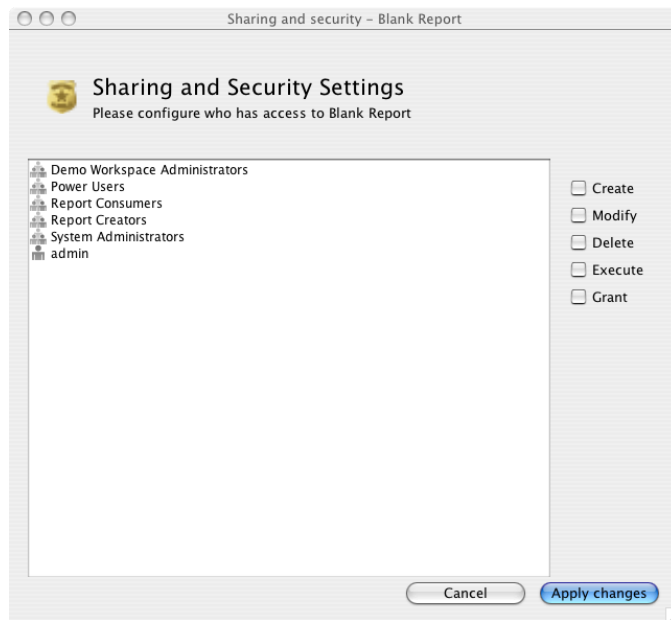 Sharing and security – Blank Report
Sharing and Security Settings
Please configure who has access to Blank Report
Demo Workspace Administrators
Power Users
Report Consumers
Report Creators
System Administrators
admin
Create
Modify
Delete
Execute
Grant
Cancel
Apply changes